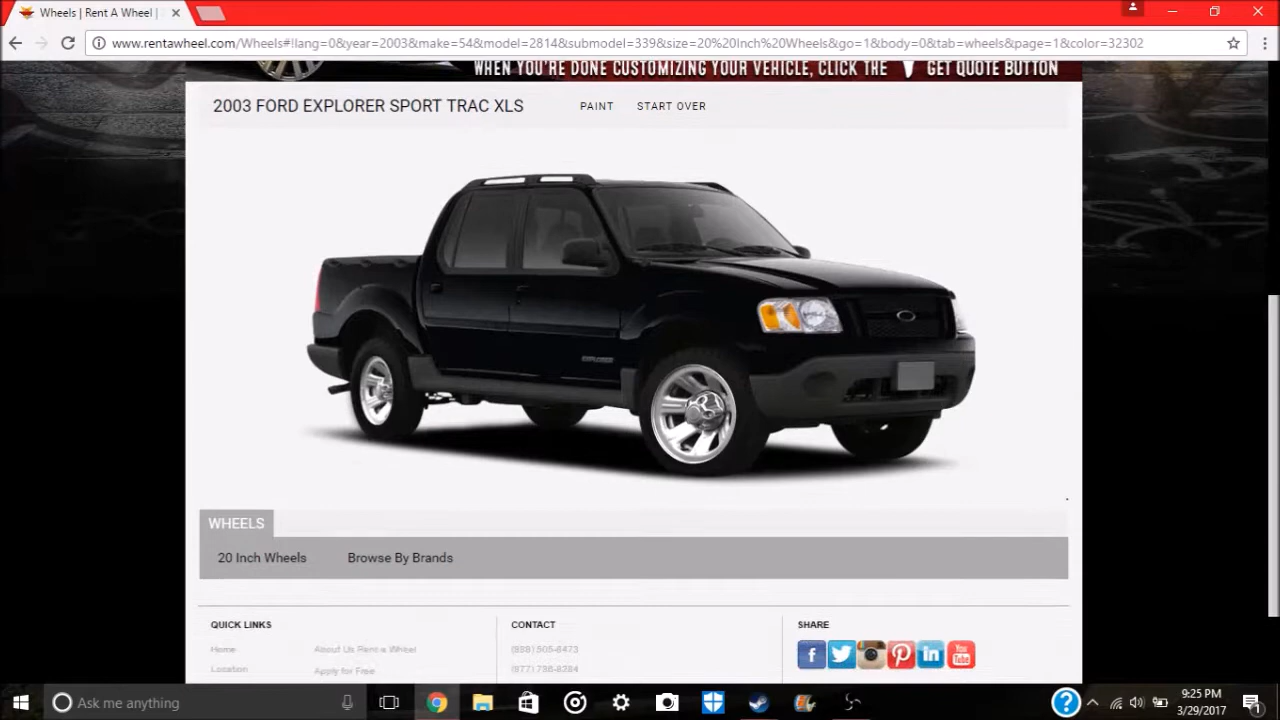 Wheels | Rent A Wheel |
www.rentawheel.com/Wheels#!lang=0&year=2003&make=54&model=2814&submodel=339&size=20%20Inch%20Wheels&go=1&body=0&tab=wheels&page=1&color=32302
WHEN YOU'RE DONE CUSTOMIZING YOUR VEHICLE, CLICK THE GET QUOTE BUTTON
2003 FORD EXPLORER SPORT TRAC XLS PAINT START OVER
WHEELS
20 Inch Wheels Browse By Brands
QUICK LINKS CONTACT SHARE
Home About Us Rent a Wheel (888) 505-8473
Location Apply for Free (877) 736-8284
Ask me anything
9:25 PM
3/29/2017